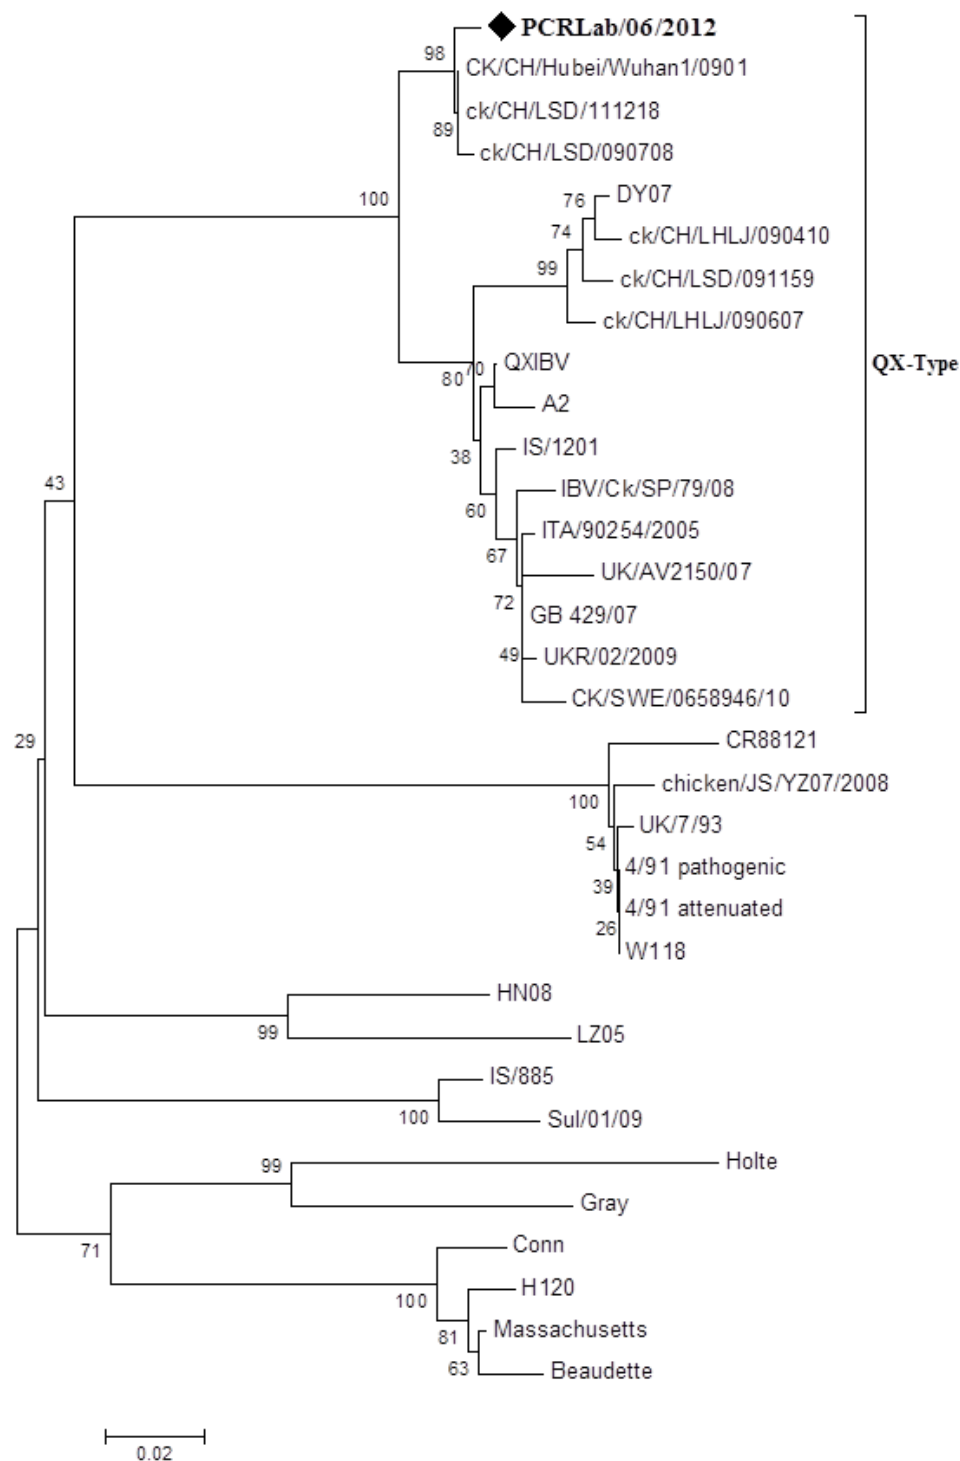 PCRLab/06/2012
98
CK/CH/Hubei/Wuhan1/0901
ck/CH/LSD/111218
89
ck/CH/LSD/090708
100
76
DY07
74
ck/CH/LHLJ/090410
99
ck/CH/LSD/091159
ck/CH/LHLJ/090607
QX-Type
70
QXIBV
80
A2
38
IS/1201
43
IBV/Ck/SP/79/08
60
ITA/90254/2005
67
UK/AV2150/07
72
GB 429/07
49
UKR/02/2009
CK/SWE/0658946/10
29
CR88121
chicken/JS/YZ07/2008
100
UK/7/93
54
4/91 pathogenic
39
4/91 attenuated
26
W118
HN08
99
LZ05
IS/885
100
Sul/01/09
99
Holte
Gray
71
Conn
100
H120
81
Massachusetts
63
Beaudette
0.02